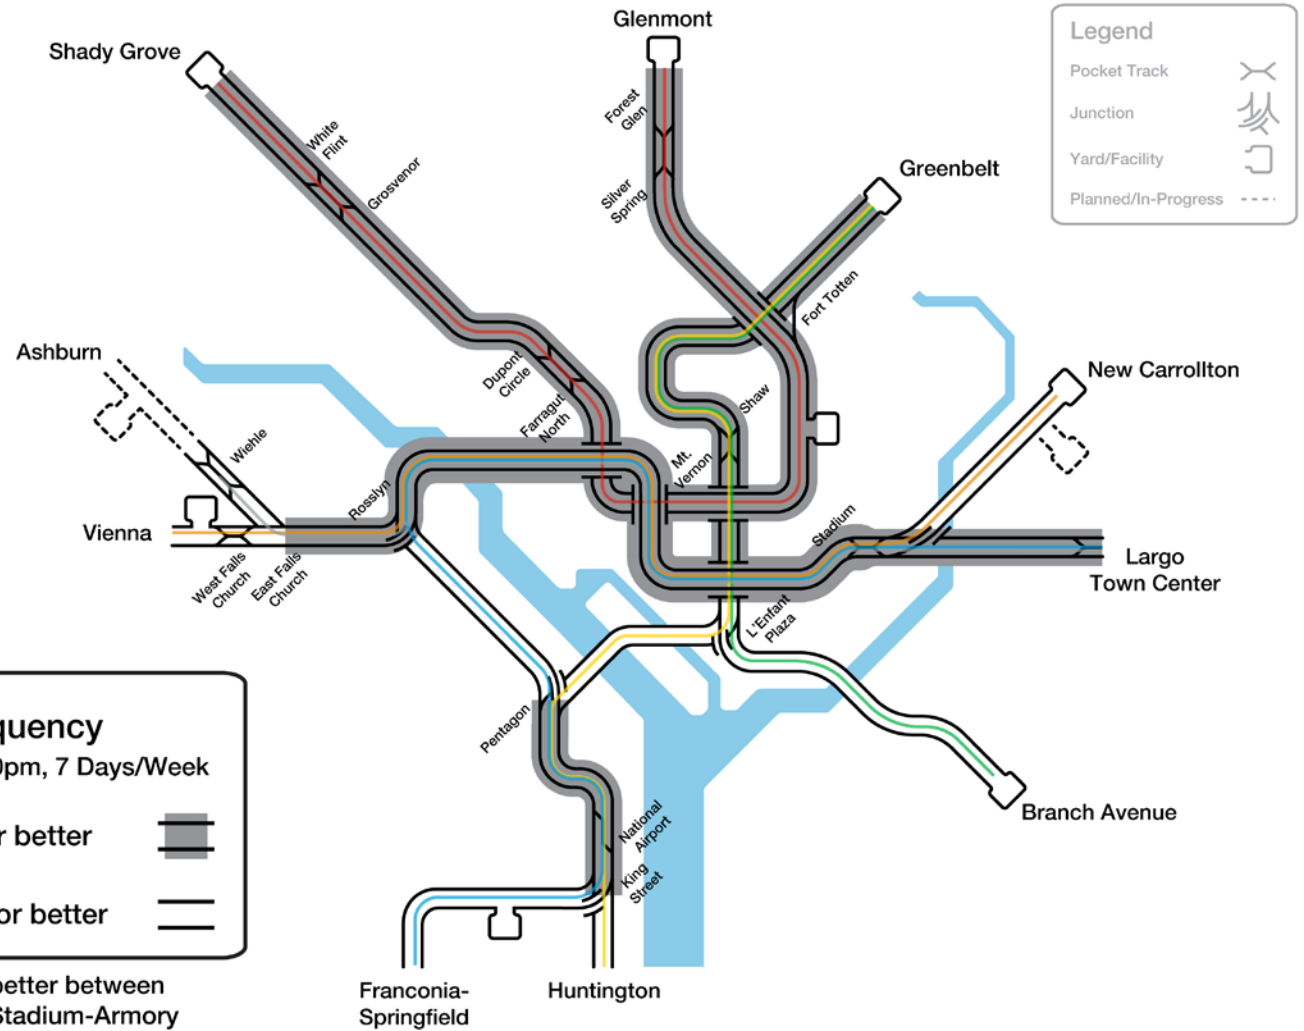 Glenmont
Shady Grove
Legend
Pocket Track
Junction
Yard/Facility
Planned/In-Progress
Forest
Glen
White
Flint
Grosvenor
Silver
Spring
Greenbelt
Fort Totten
Ashburn
Dupont
Circle
New Carrollton
Farragut
North
Shaw
Wiehle
Mt.
Vernon
Rosslyn
Vienna
Stadium
West Falls
Church
East Falls
Church
Largo
Town Center
L'Enfant
Plaza
Pentagon
quency
0pm, 7 Days/Week
r better
or better
National
Airport
King
Street
Branch Avenue
better between
Stadium-Armory
Franconia-
Springfield
Huntington